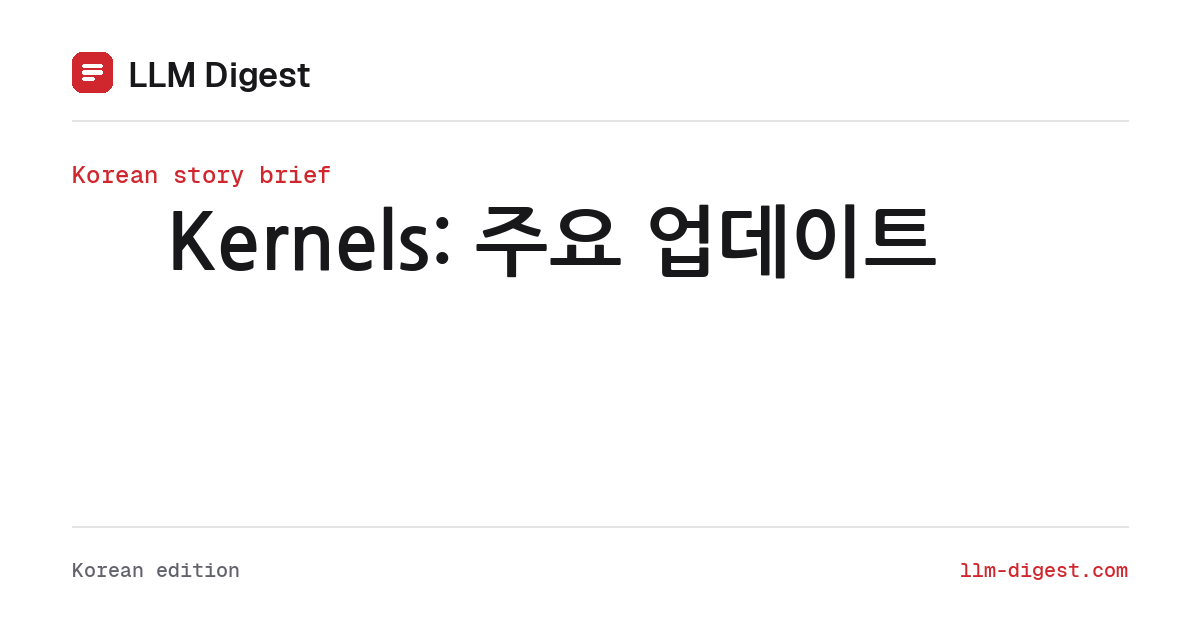 LLM Digest
Korean story brief
Kernels: 주요 업데이트
Korean edition
llm-digest.com